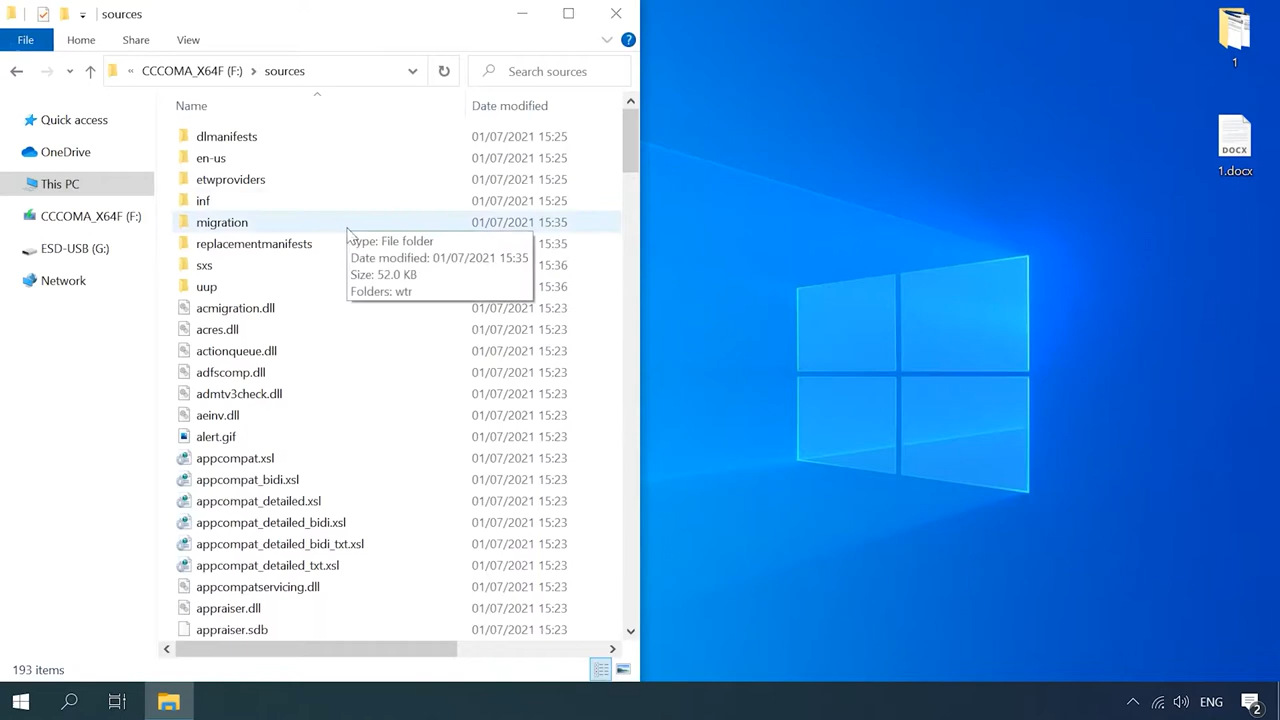 sources
File Home Share View
« CCCOMA_X64F (F:) > sources
Search sources
Name Date modified
Quick access
OneDrive
This PC
CCCOMA_X64F (F:)
ESD-USB (G:)
Network
dlmanifests 01/07/2021 15:25
en-us 01/07/2021 15:25
etwproviders 01/07/2021 15:25
inf 01/07/2021 15:25
migration 01/07/2021 15:35
replacementmanifests 15:35
sxs 15:36
uup 15:36
Type: File folder
Date modified: 01/07/2021 15:35
Size: 52.0 KB
Folders: wtr
acmigration.dll 01/07/2021 15:23
acres.dll 01/07/2021 15:23
actionqueue.dll 01/07/2021 15:23
adfscomp.dll 01/07/2021 15:23
admtv3check.dll 01/07/2021 15:23
aeinv.dll 01/07/2021 15:23
alert.gif 01/07/2021 15:23
appcompat.xsl 01/07/2021 15:23
appcompat_bidi.xsl 01/07/2021 15:23
appcompat_detailed.xsl 01/07/2021 15:23
appcompat_detailed_bidi.xsl 01/07/2021 15:23
appcompat_detailed_bidi_txt.xsl 01/07/2021 15:23
appcompat_detailed_txt.xsl 01/07/2021 15:23
appcompatservicing.dll 01/07/2021 15:23
appraiser.dll 01/07/2021 15:23
appraiser.sdb 01/07/2021 15:23
193 items
1
DOCX
1.docx
ENG
2